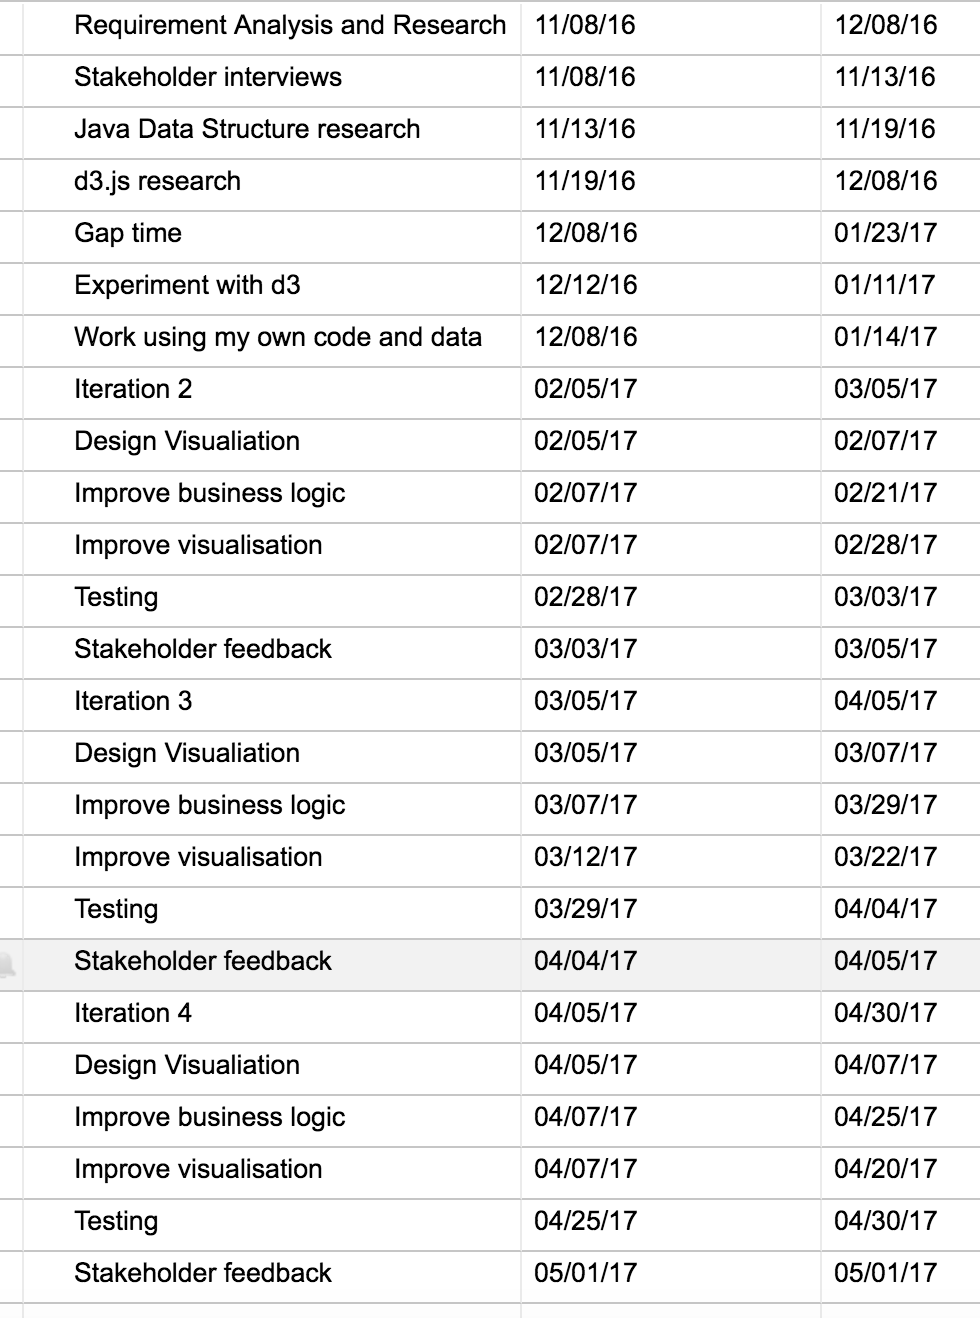 Requirement Analysis and Research 11/08/16 12/08/16
Stakeholder interviews 11/08/16 11/13/16
Java Data Structure research 11/13/16 11/19/16
d3.js research 11/19/16 12/08/16
Gap time 12/08/16 01/23/17
Experiment with d3 12/12/16 01/11/17
Work using my own code and data 12/08/16 01/14/17
Iteration 2 02/05/17 03/05/17
Design Visualiation 02/05/17 02/07/17
Improve business logic 02/07/17 02/21/17
Improve visualisation 02/07/17 02/28/17
Testing 02/28/17 03/03/17
Stakeholder feedback 03/03/17 03/05/17
Iteration 3 03/05/17 04/05/17
Design Visualiation 03/05/17 03/07/17
Improve business logic 03/07/17 03/29/17
Improve visualisation 03/12/17 03/22/17
Testing 03/29/17 04/04/17
Stakeholder feedback 04/04/17 04/05/17
Iteration 4 04/05/17 04/30/17
Design Visualiation 04/05/17 04/07/17
Improve business logic 04/07/17 04/25/17
Improve visualisation 04/07/17 04/20/17
Testing 04/25/17 04/30/17
Stakeholder feedback 05/01/17 05/01/17